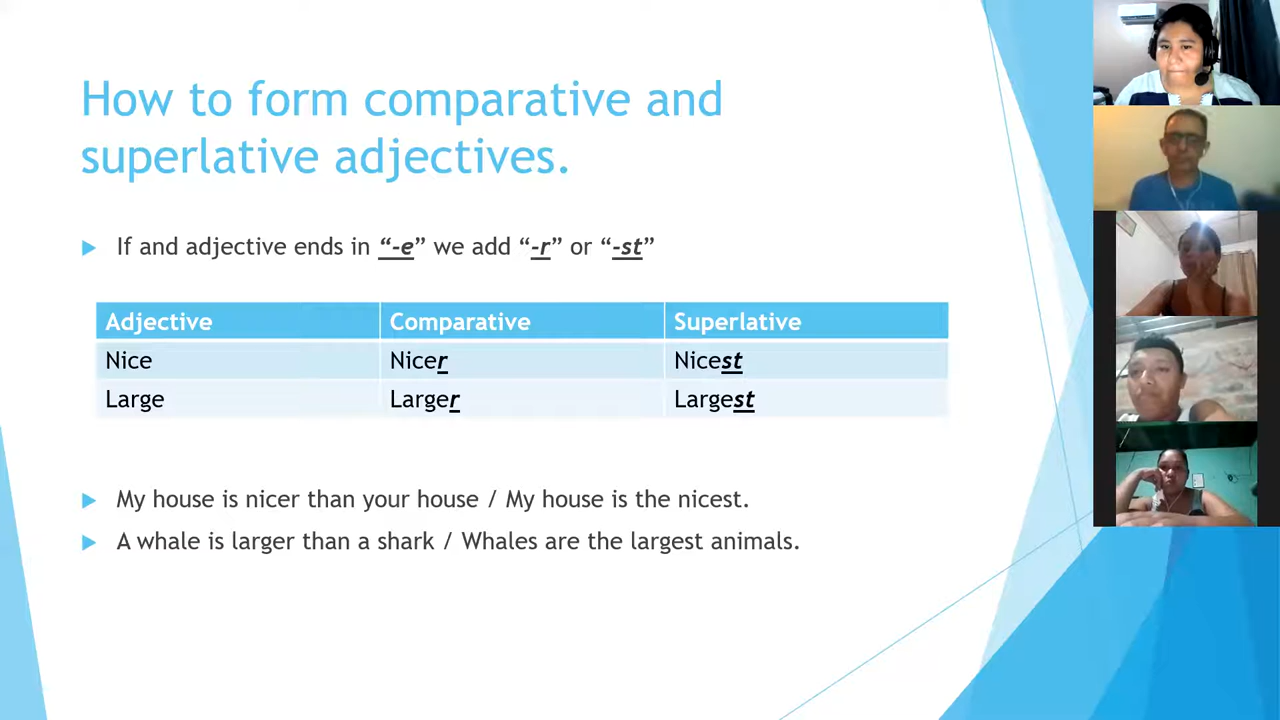 How to form comparative and
superlative adjectives.
If and adjective ends in “-e” we add “-r” or “-st”
Adjective Comparative Superlative
Nice Nicer Nicest
Large Larger Largest
My house is nicer than your house / My house is the nicest.
A whale is larger than a shark / Whales are the largest animals.